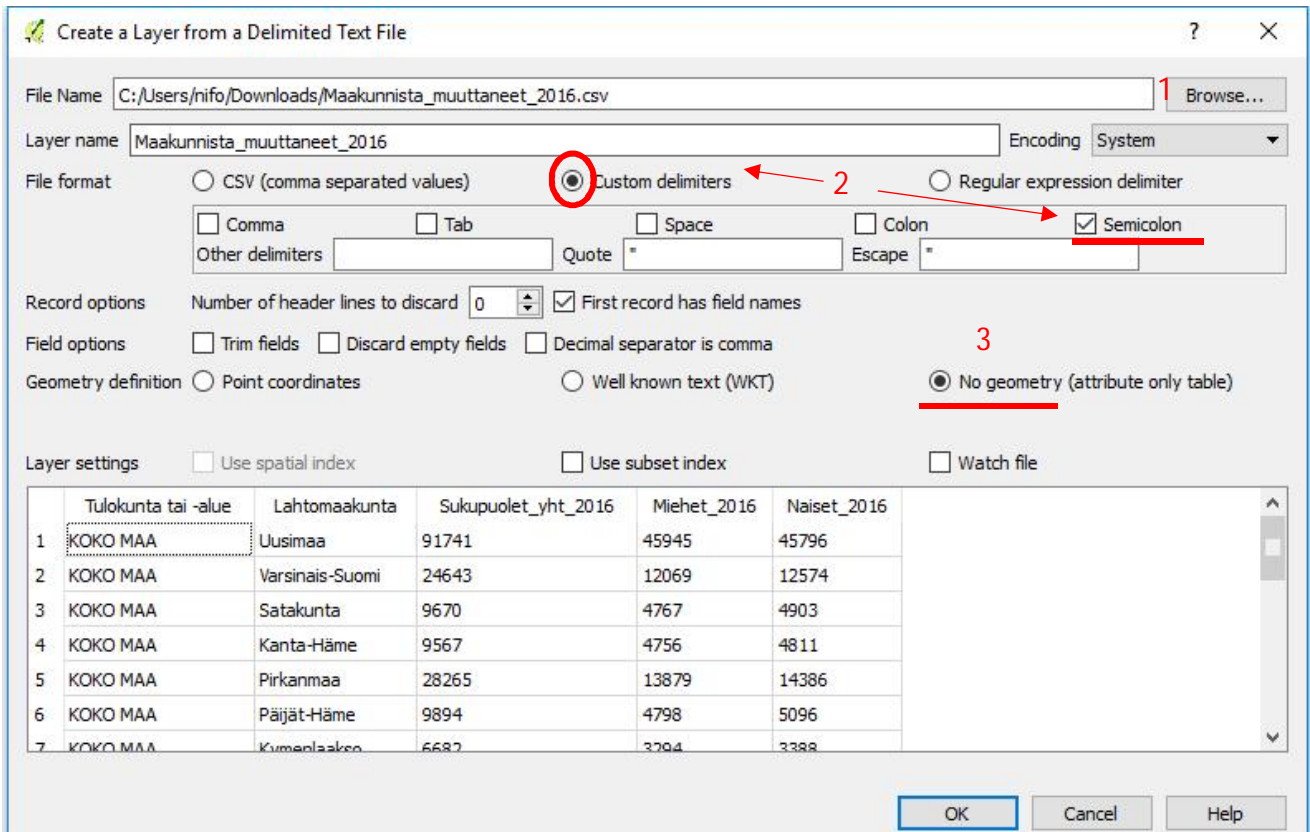 Create a Layer from a Delimited Text File ? X
File Name C:/Users/nifo/Downloads/Maakunnista_muuttaneet_2016.csv 1 Browse...
Layer name Maakunnista_muuttaneet_2016 Encoding System
File format CSV (comma separated values) Custom delimiters 2 Regular expression delimiter
Comma Tab Space Colon Semicolon
Other delimiters Quote " Escape "
Record options Number of header lines to discard 0 First record has field names
Field options Trim fields Discard empty fields Decimal separator is comma 3
Geometry definition Point coordinates Well known text (WKT) No geometry (attribute only table)
Layer settings Use spatial index Use subset index Watch file
Tulokunta tai -alue Lahtomaakunta Sukupuolet_yht_2016 Miehet_2016 Naiset_2016
1 KOKO MAA Uusimaa 91741 45945 45796
2 KOKO MAA Varsinais-Suomi 24643 12069 12574
3 KOKO MAA Satakunta 9670 4767 4903
4 KOKO MAA Kanta-Häme 9567 4756 4811
5 KOKO MAA Pirkanmaa 28265 13879 14386
6 KOKO MAA Päijät-Häme 9894 4798 5096
7 KOKO MAA Kymenlaakso 6682 3294 3388
OK Cancel Help